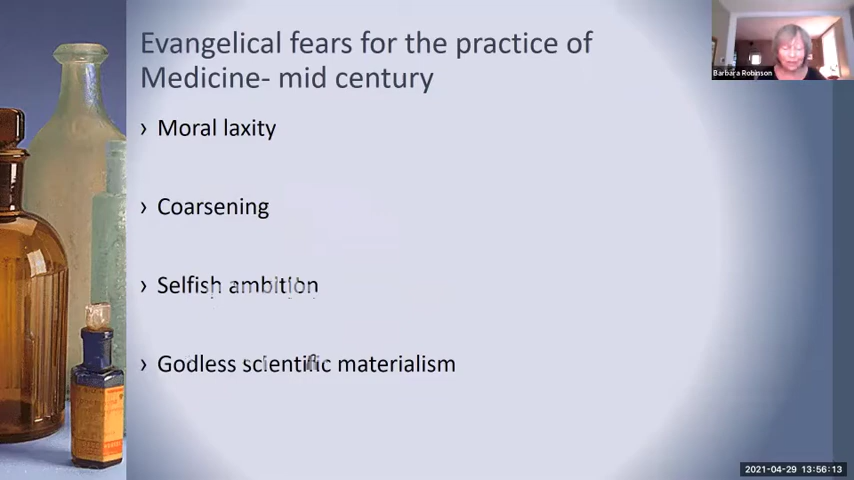 Evangelical fears for the practice of
Medicine- mid century
› Moral laxity
› Coarsening
› Selfish ambition
› Godless scientific materialism
Barbara Robinson
2021-04-29 13:56:13